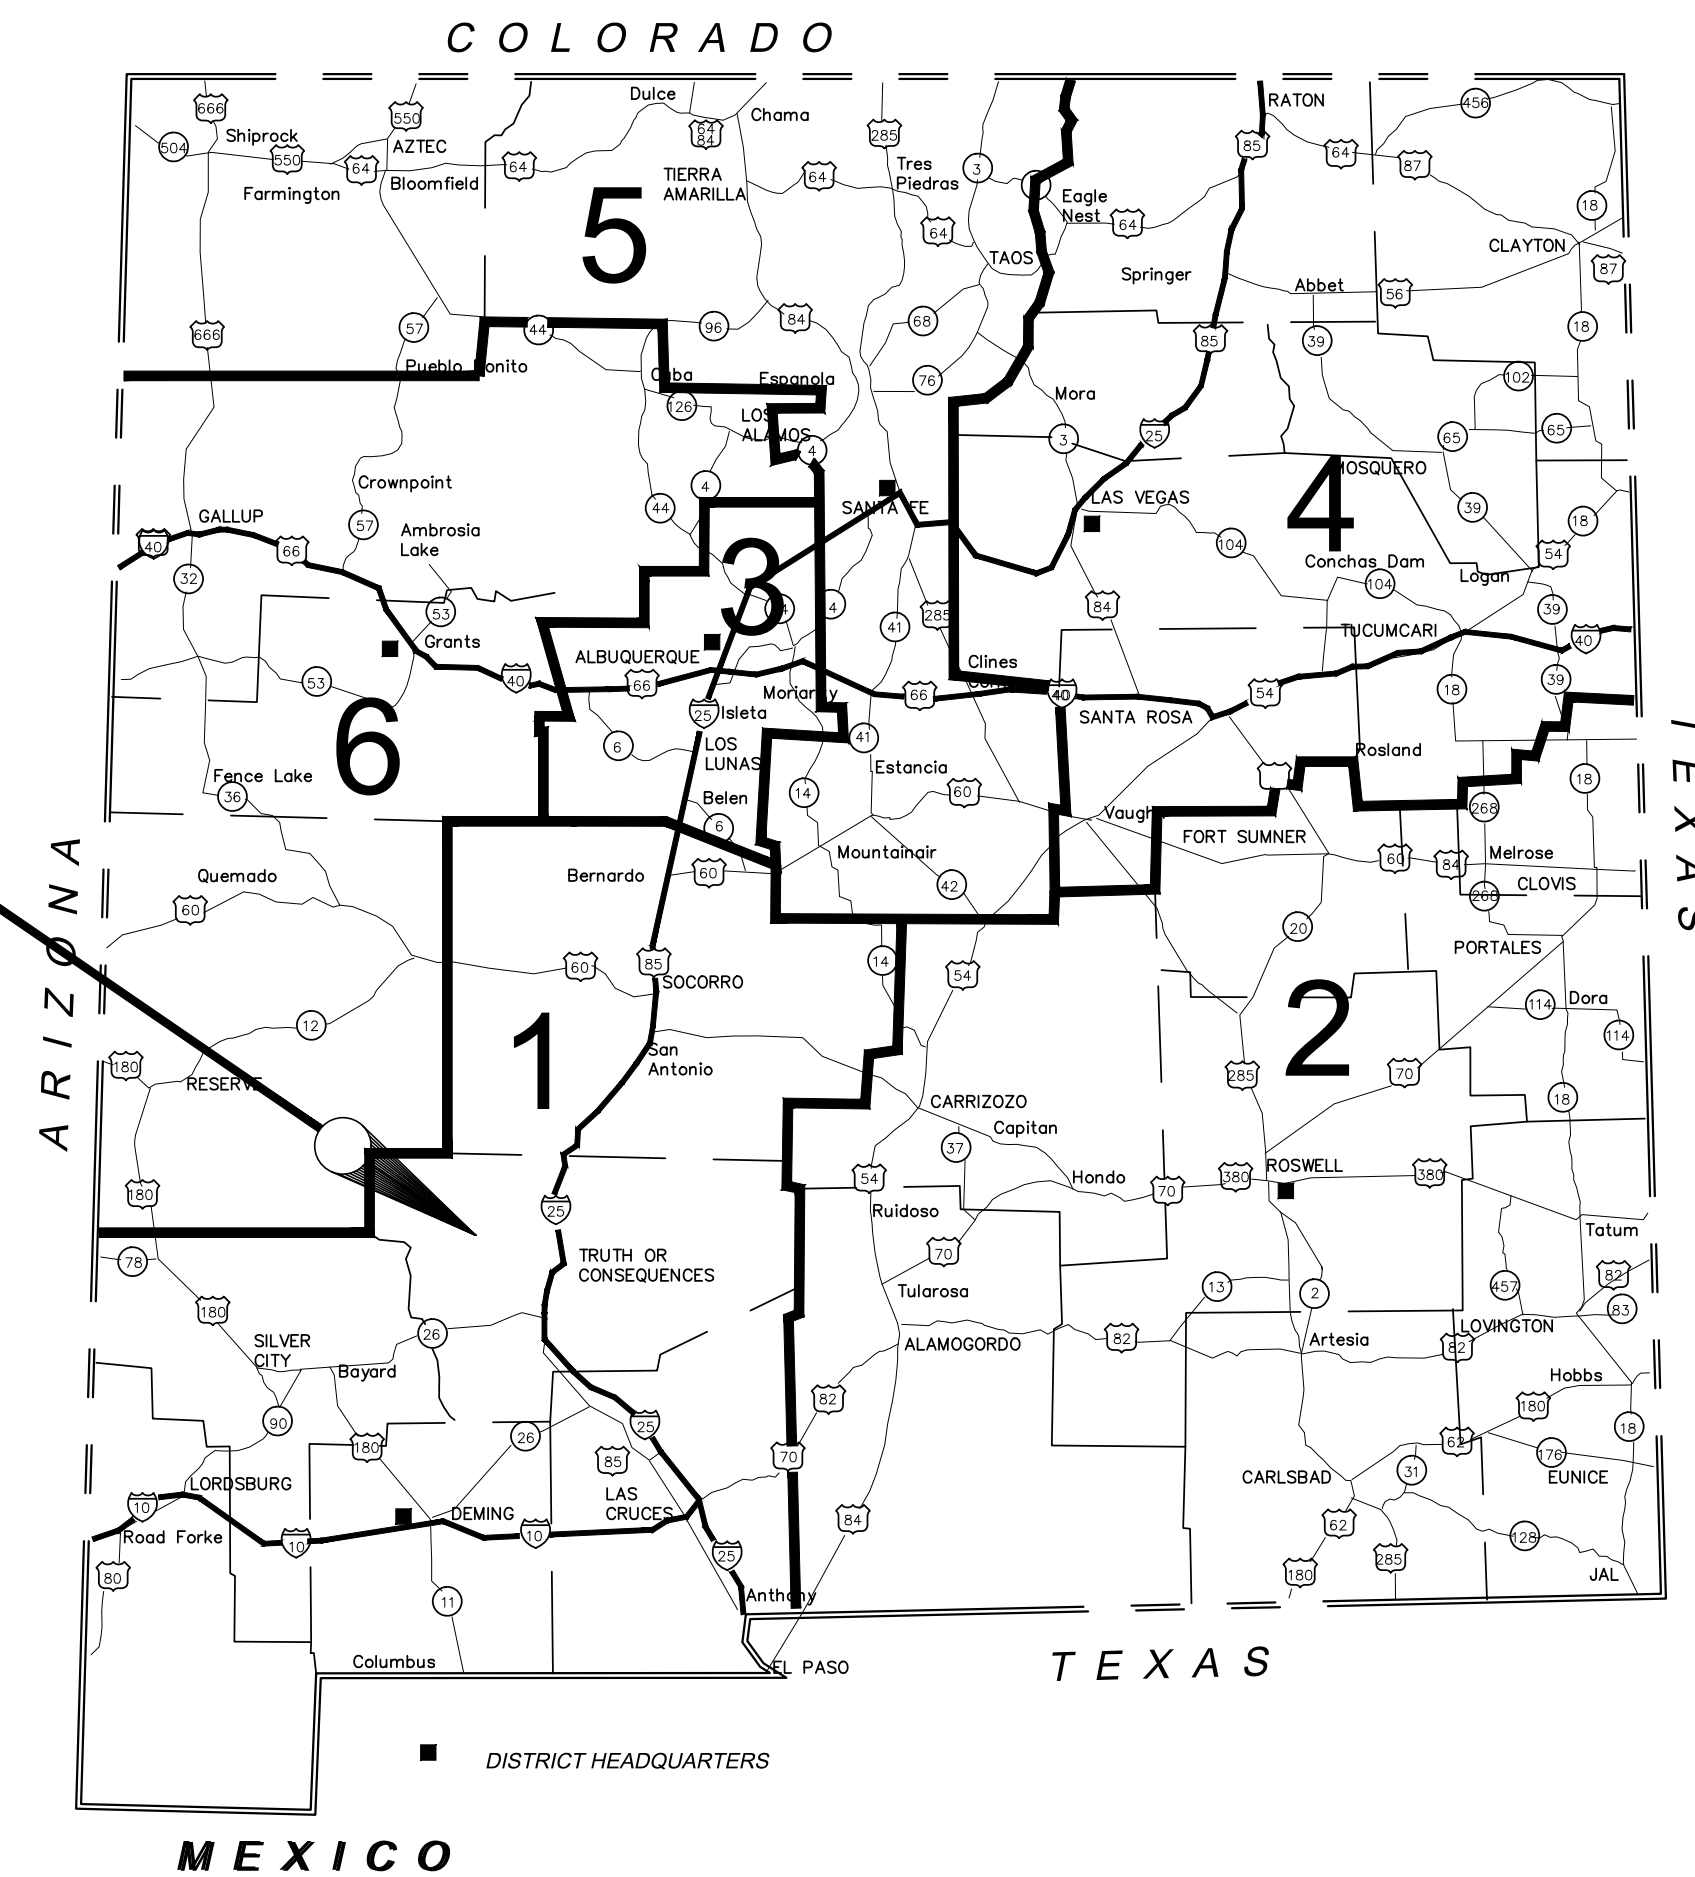 COLORADO
666
550
504
Shiprock
550
AZTEC
64
Bloomfield
Farmington
64
Dulce
64
84
Chama
TIERRA
AMARILLA
64
285
Tres
Piedras
64
3
Eagle
Nest
64
TAOS
85
RATON
64
456
87
18
CLAYTON
87
Springer
Abbet
56
5
666
57
44
96
84
68
76
85
39
18
102
Pueblo Bonito
Cuba
Espanola
126
LOS
ALAMOS
4
Mora
3
25
65
65
MOSQUERO
Crownpoint
44
4
SANTA FE
LAS VEGAS
4
39
18
GALLUP
40
66
57
Ambrosia
Lake
32
53
Grants
3
4
41
285
104
Conchas Dam
104
Logan
54
84
39
TUCUMCARI
40
53
40
ALBUQUERQUE
66
Moriarty
66
Clines
40
SANTA ROSA
54
18
39
6
25
Isleta
6
LOS
LUNAS
41
Rosland
Fence Lake
36
Belen
6
14
Estancia
60
Vaughn
FORT SUMNER
268
18
60
84
Melrose
CLOVIS
268
Quemado
60
Bernardo
60
Mountainair
42
20
PORTALES
ARIZONA
TEXAS
60
85
SOCORRO
14
54
2
114
Dora
114
12
1
San
Antonio
180
RESERVE
285
70
18
CARRIZOZO
Capitan
37
180
54
Hondo
70
380
ROSWELL
380
25
Ruidoso
Tatum
78
TRUTH OR
CONSEQUENCES
70
Tularosa
13
2
457
82
83
180
26
SILVER
CITY
Bayard
ALAMOGORDO
82
Artesia
LOVINGTON
82
Hobbs
82
90
180
26
25
180
18
85
70
62
176
LORDSBURG
31
CARLSBAD
EUNICE
10
LAS
CRUCES
DEMING
84
62
128
Road Forke
10
10
25
285
80
180
JAL
11
Anthony
Columbus
EL PASO
TEXAS
DISTRICT HEADQUARTERS
MEXICO